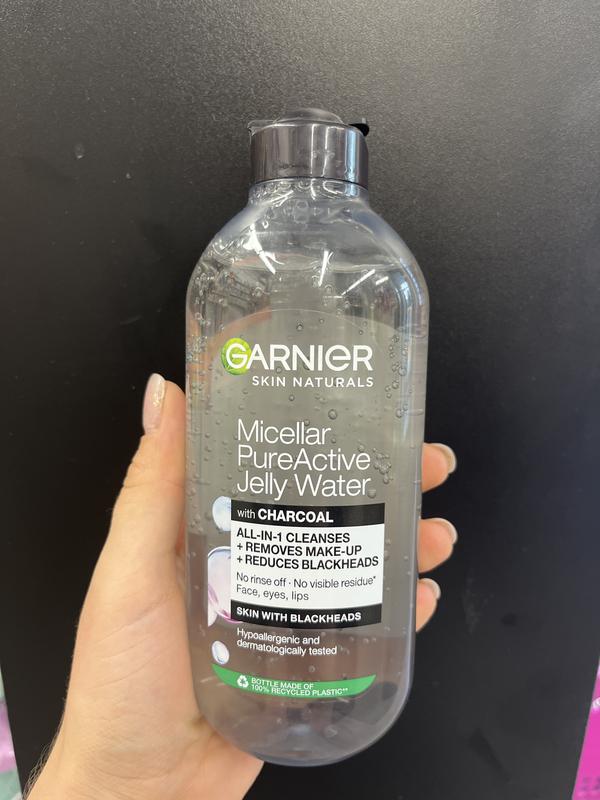 GARNIER
SKIN NATURALS
Micellar
PureActive
Jelly Water
with CHARCOAL
ALL-IN-1 CLEANSES
+ REMOVES MAKE-UP
+ REDUCES BLACKHEADS
No rinse off · No visible residue*
Face, eyes, lips
SKIN WITH BLACKHEADS
Hypoallergenic and
dermatologically tested
BOTTLE MADE OF
100% RECYCLED PLASTIC**